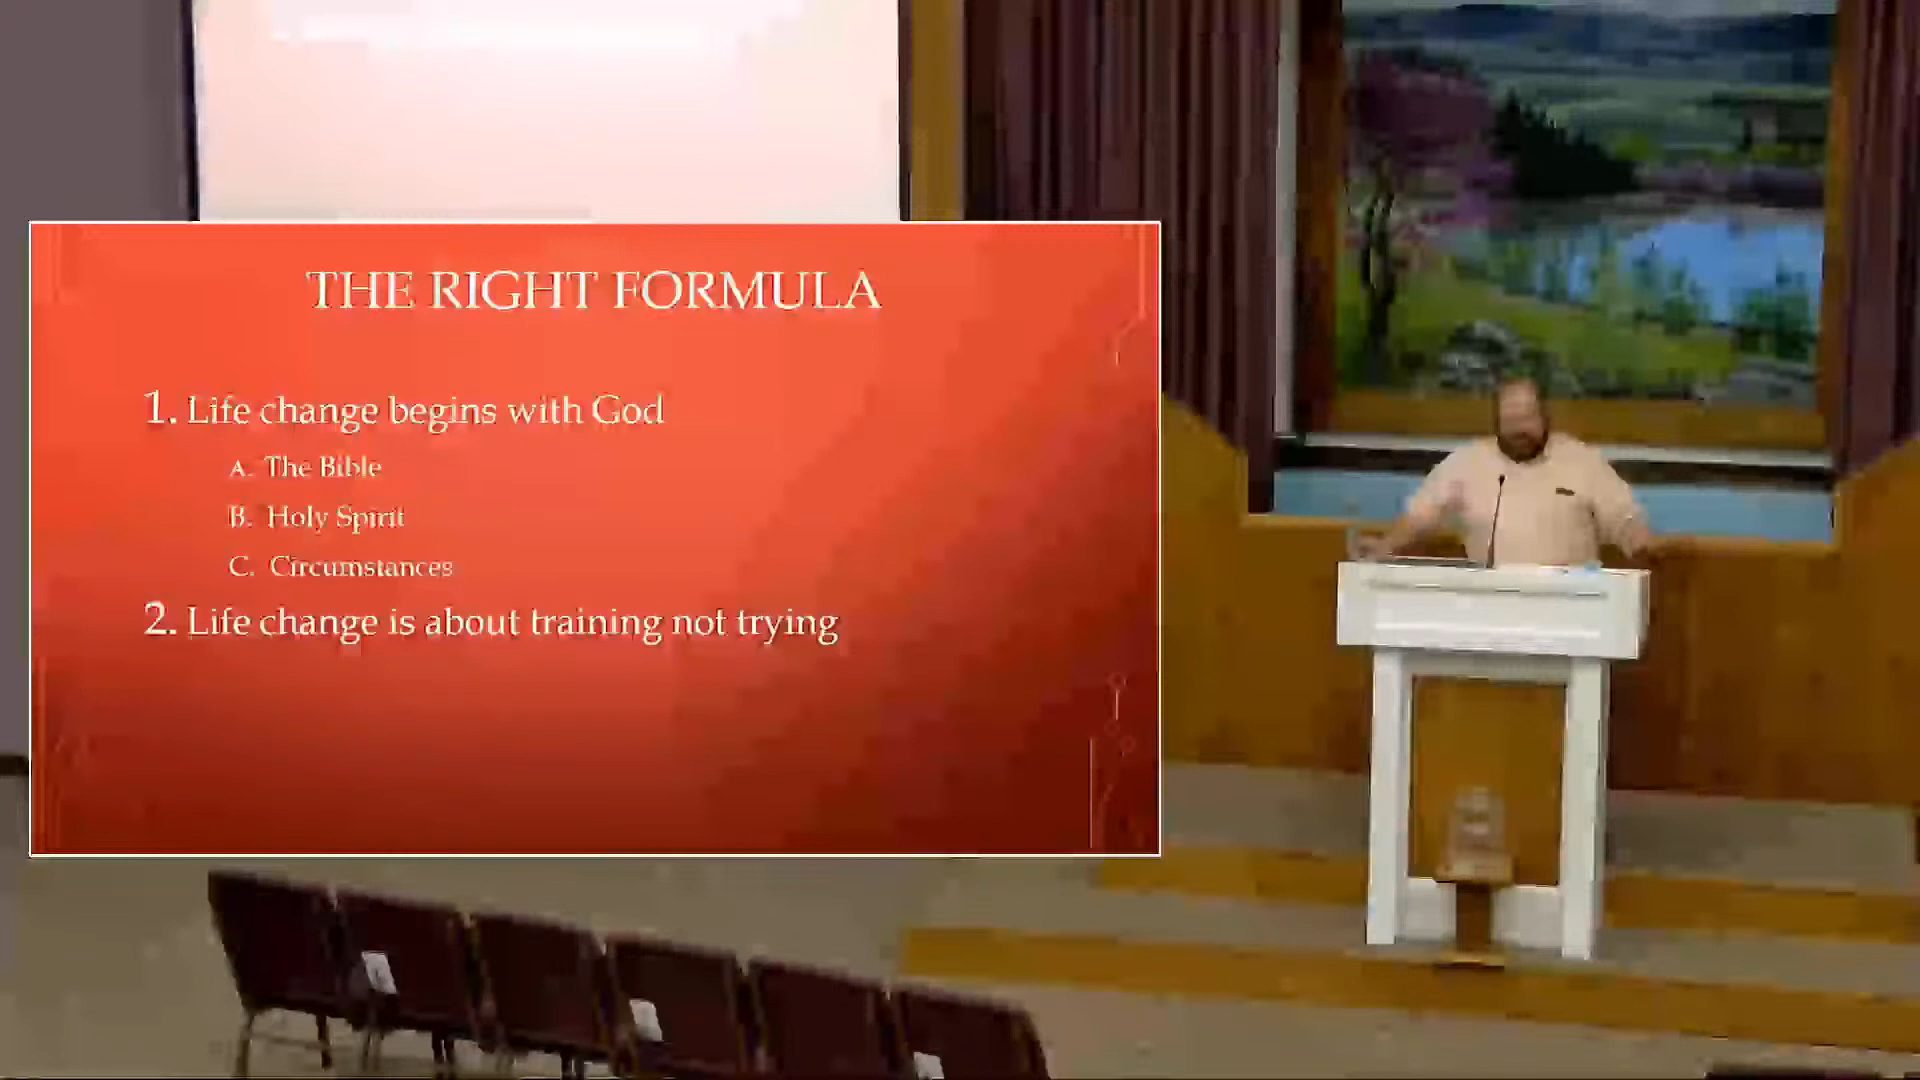 THE RIGHT FORMULA
1. Life change begins with God
A. The Bible
B. Holy Spirit
C. Circumstances
2. Life change is about training not trying